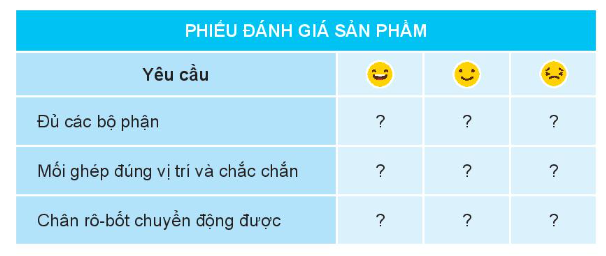 PHIẾU ĐÁNH GIÁ SẢN PHẨM
Yêu cầu
Đủ các bộ phận ? ? ?
Mối ghép đúng vị trí và chắc chắn ? ? ?
Chân rô-bốt chuyển động được ? ? ?